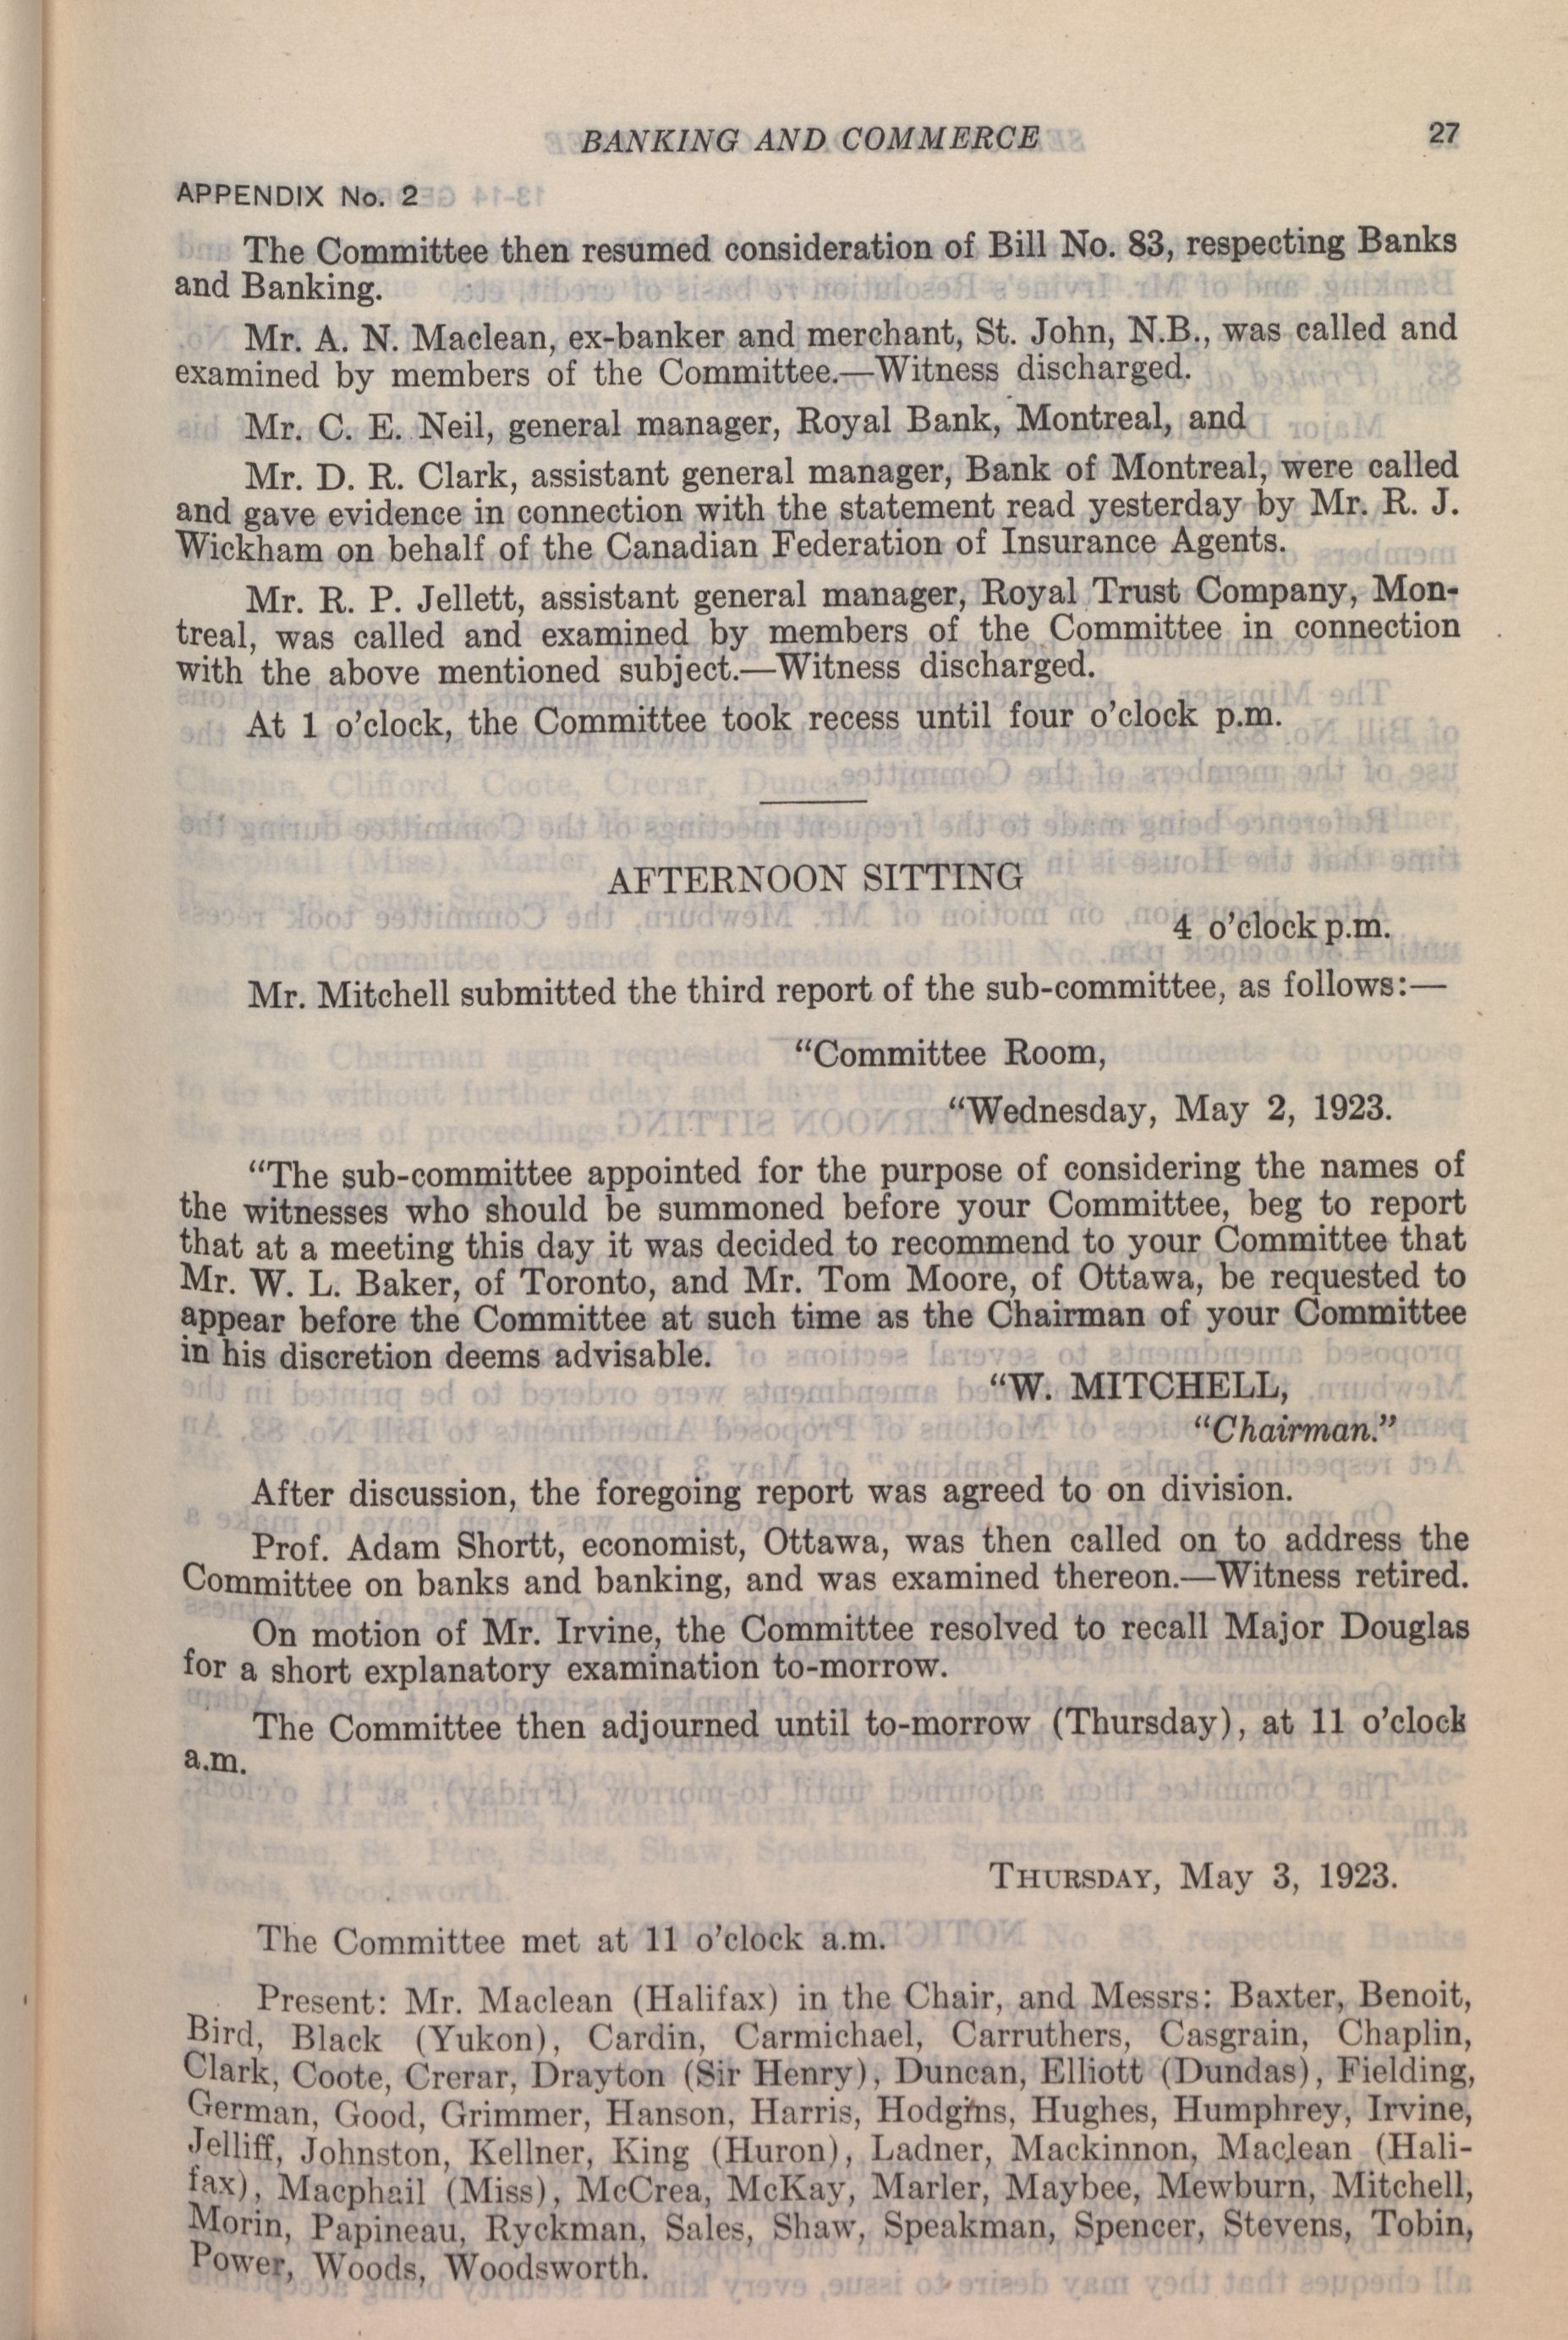 BANKING AND COMMERCE 27
APPENDIX No. 2
The Committee then resumed consideration of Bill No. 83, respecting Banks
and Banking.
Mr. A. N. Maclean, ex-banker and merchant, St. John, N.B., was called and
examined by members of the Committee.—Witness discharged.
Mr. C. E. Neil, general manager, Royal Bank, Montreal, and
Mr. D. R. Clark, assistant general manager, Bank of Montreal, were called
and gave evidence in connection with the statement read yesterday by Mr. R. J.
Wickham on behalf of the Canadian Federation of Insurance Agents.
Mr. R. P. Jellett, assistant general manager, Royal Trust Company, Mon-
treal, was called and examined by members of the Committee in connection
with the above mentioned subject.—Witness discharged.
At 1 o'clock, the Committee took recess until four o'clock p.m.
AFTERNOON SITTING
4 o'clock p.m.
Mr. Mitchell submitted the third report of the sub-committee, as follows:—
"Committee Room,
"Wednesday, May 2, 1923.
"The sub-committee appointed for the purpose of considering the names of
the witnesses who should be summoned before your Committee, beg to report
that at a meeting this day it was decided to recommend to your Committee that
Mr. W. L. Baker, of Toronto, and Mr. Tom Moore, of Ottawa, be requested to
appear before the Committee at such time as the Chairman of your Committee
in his discretion deems advisable.
"W. MITCHELL,
"Chairman."
After discussion, the foregoing report was agreed to on division.
Prof. Adam Shortt, economist, Ottawa, was then called on to address the
Committee on banks and banking, and was examined thereon.—Witness retired.
On motion of Mr. Irvine, the Committee resolved to recall Major Douglas
for a short explanatory examination to-morrow.
The Committee then adjourned until to-morrow (Thursday), at 11 o'clock
a.m.
THURSDAY, May 3, 1923.
The Committee met at 11 o'clock a.m.
Present: Mr. Maclean (Halifax) in the Chair, and Messrs: Baxter, Benoit,
Bird, Black (Yukon), Cardin, Carmichael, Carruthers, Casgrain, Chaplin,
Clark, Coote, Crerar, Drayton (Sir Henry), Duncan, Elliott (Dundas), Fielding,
German, Good, Grimmer, Hanson, Harris, Hodgins, Hughes, Humphrey, Irvine,
Jelliff, Johnston, Kellner, King (Huron), Ladner, Mackinnon, Maclean (Hali-
fax), Macphail (Miss), McCrea, McKay, Marler, Maybee, Mewburn, Mitchell,
Morin, Papineau, Ryckman, Sales, Shaw, Speakman, Spencer, Stevens, Tobin,
Power, Woods, Woodsworth.